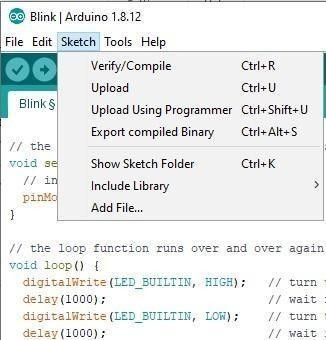 Blink | Arduino 1.8.12
File Edit Sketch Tools Help
Verify/Compile Ctrl+R
Upload Ctrl+U
Upload Using Programmer Ctrl+Shift+U
Export compiled Binary Ctrl+Alt+S
Show Sketch Folder Ctrl+K
Include Library
Add File...
Blink §
// the
void se
// in
pinMo
}
// the loop function runs over and over again
void loop() {
digitalWrite(LED_BUILTIN, HIGH); // turn
delay(1000); // wait
digitalWrite(LED_BUILTIN, LOW); // turn
delay(1000); // wait